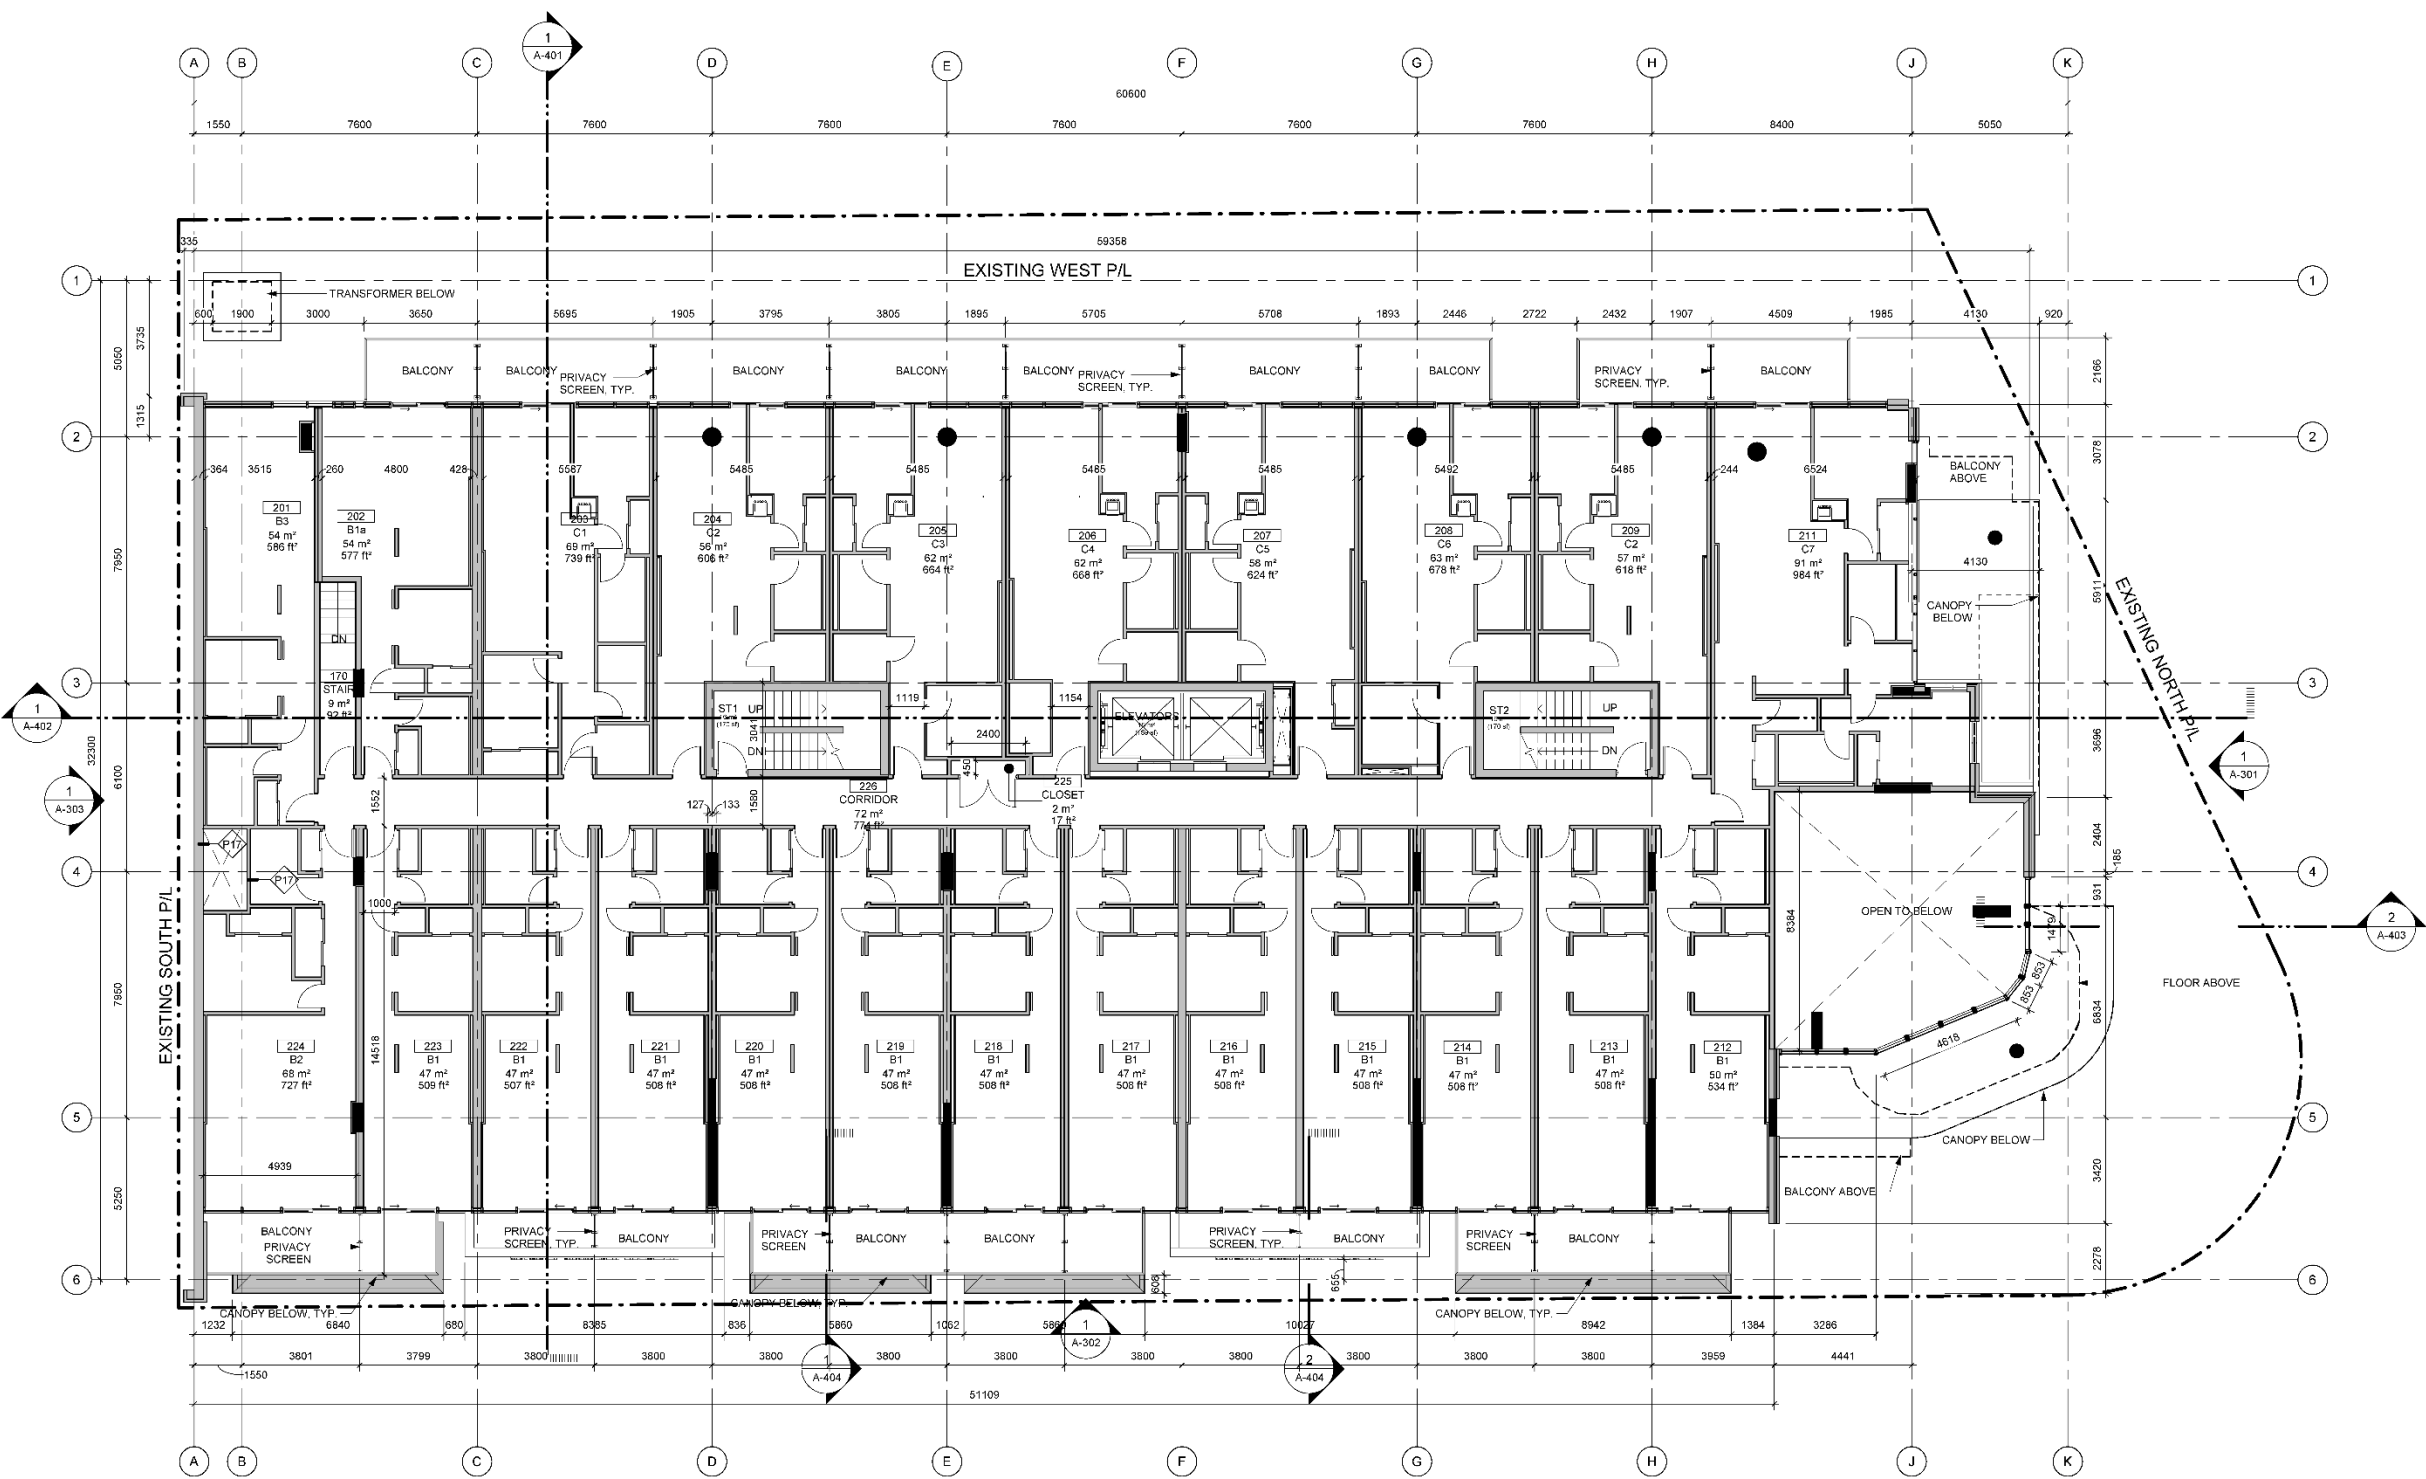 1
A-401
A B C D E F G H J K
60600
1550 7600 7600 7600 7600 7600 7600 8400 5050
335 59358
EXISTING WEST P/L
1 1
TRANSFORMER BELOW
600 1900 3000 3650 5695 1905 3795 3805 1895 5705 5708 1893 2446 2722 2432 1907 4509 1985 4130 920
5050 3735 1315
BALCONY BALCONY BALCONY BALCONY BALCONY BALCONY BALCONY BALCONY
PRIVACY
SCREEN, TYP.
PRIVACY
SCREEN, TYP.
PRIVACY
SCREEN, TYP.
2166
2 2
364 3515 260 4800 428 5587 5485 5485 5485 5485 5492 5485 244 6524
3078
BALCONY
ABOVE
201
B3
54 m²
586 ft²
202
B1a
54 m²
577 ft²
203
C1
69 m²
739 ft²
204
C2
56 m²
606 ft²
205
C3
62 m²
664 ft²
206
C4
62 m²
668 ft²
207
C5
58 m²
624 ft²
208
C6
63 m²
678 ft²
209
C2
57 m²
618 ft²
211
C7
91 m²
984 ft²
4130
7950
5911
CANOPY
BELOW
EXISTING NORTH P/L
DN
170
STAIR
9 m²
92 ft²
3 3
1
A-402
ST1 UP
DN
3041
1119
2400
450
1154
ELEVATORS
ST2 UP
DN
3696
32300
6100
1
A-303
1
A-301
1552
127 133
1580
226
CORRIDOR
72 m²
774 ft²
225
CLOSET
2 m²
17 ft²
P17
P17
2404
185
4 4
1000
931
8384
OPEN TO BELOW
1479
2
A-403
853
853
FLOOR ABOVE
EXISTING SOUTH P/L
7950
14518
6834
4618
224
B2
68 m²
727 ft²
223
B1
47 m²
509 ft²
222
B1
47 m²
507 ft²
221
B1
47 m²
508 ft²
220
B1
47 m²
508 ft²
219
B1
47 m²
508 ft²
218
B1
47 m²
508 ft²
217
B1
47 m²
508 ft²
216
B1
47 m²
508 ft²
215
B1
47 m²
508 ft²
214
B1
47 m²
508 ft²
213
B1
47 m²
508 ft²
212
B1
50 m²
534 ft²
5 5
CANOPY BELOW
4939
3420
BALCONY ABOVE
5250
BALCONY
PRIVACY
SCREEN
PRIVACY
SCREEN, TYP.
BALCONY
PRIVACY
SCREEN
BALCONY BALCONY
PRIVACY
SCREEN, TYP.
BALCONY
PRIVACY
SCREEN
BALCONY
2278
6 6
608
655
CANOPY BELOW, TYP.
CANOPY BELOW, TYP.
CANOPY BELOW, TYP.
1232 6840 680 8385 836 5860 1062 10027 8942 1384 3286
1
A-302
3801 3799 3800 3800 3800 3800 3800 3800 3800 3800 3800 3800 3959 4441
1550
1
A-404
2
A-404
51109
A B C D E F G H J K